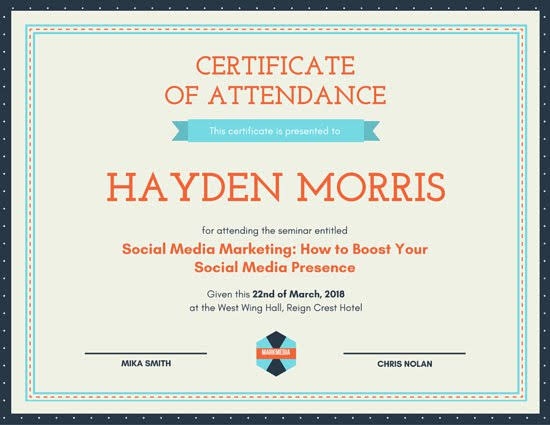 CERTIFICATE
OF ATTENDANCE
This certificate is presented to
HAYDEN MORRIS
for attending the seminar entitled
Social Media Marketing: How to Boost Your
Social Media Presence
Given this 22nd of March, 2018
at the West Wing Hall, Reign Crest Hotel
MARKMEDIA
MIKA SMITH
CHRIS NOLAN